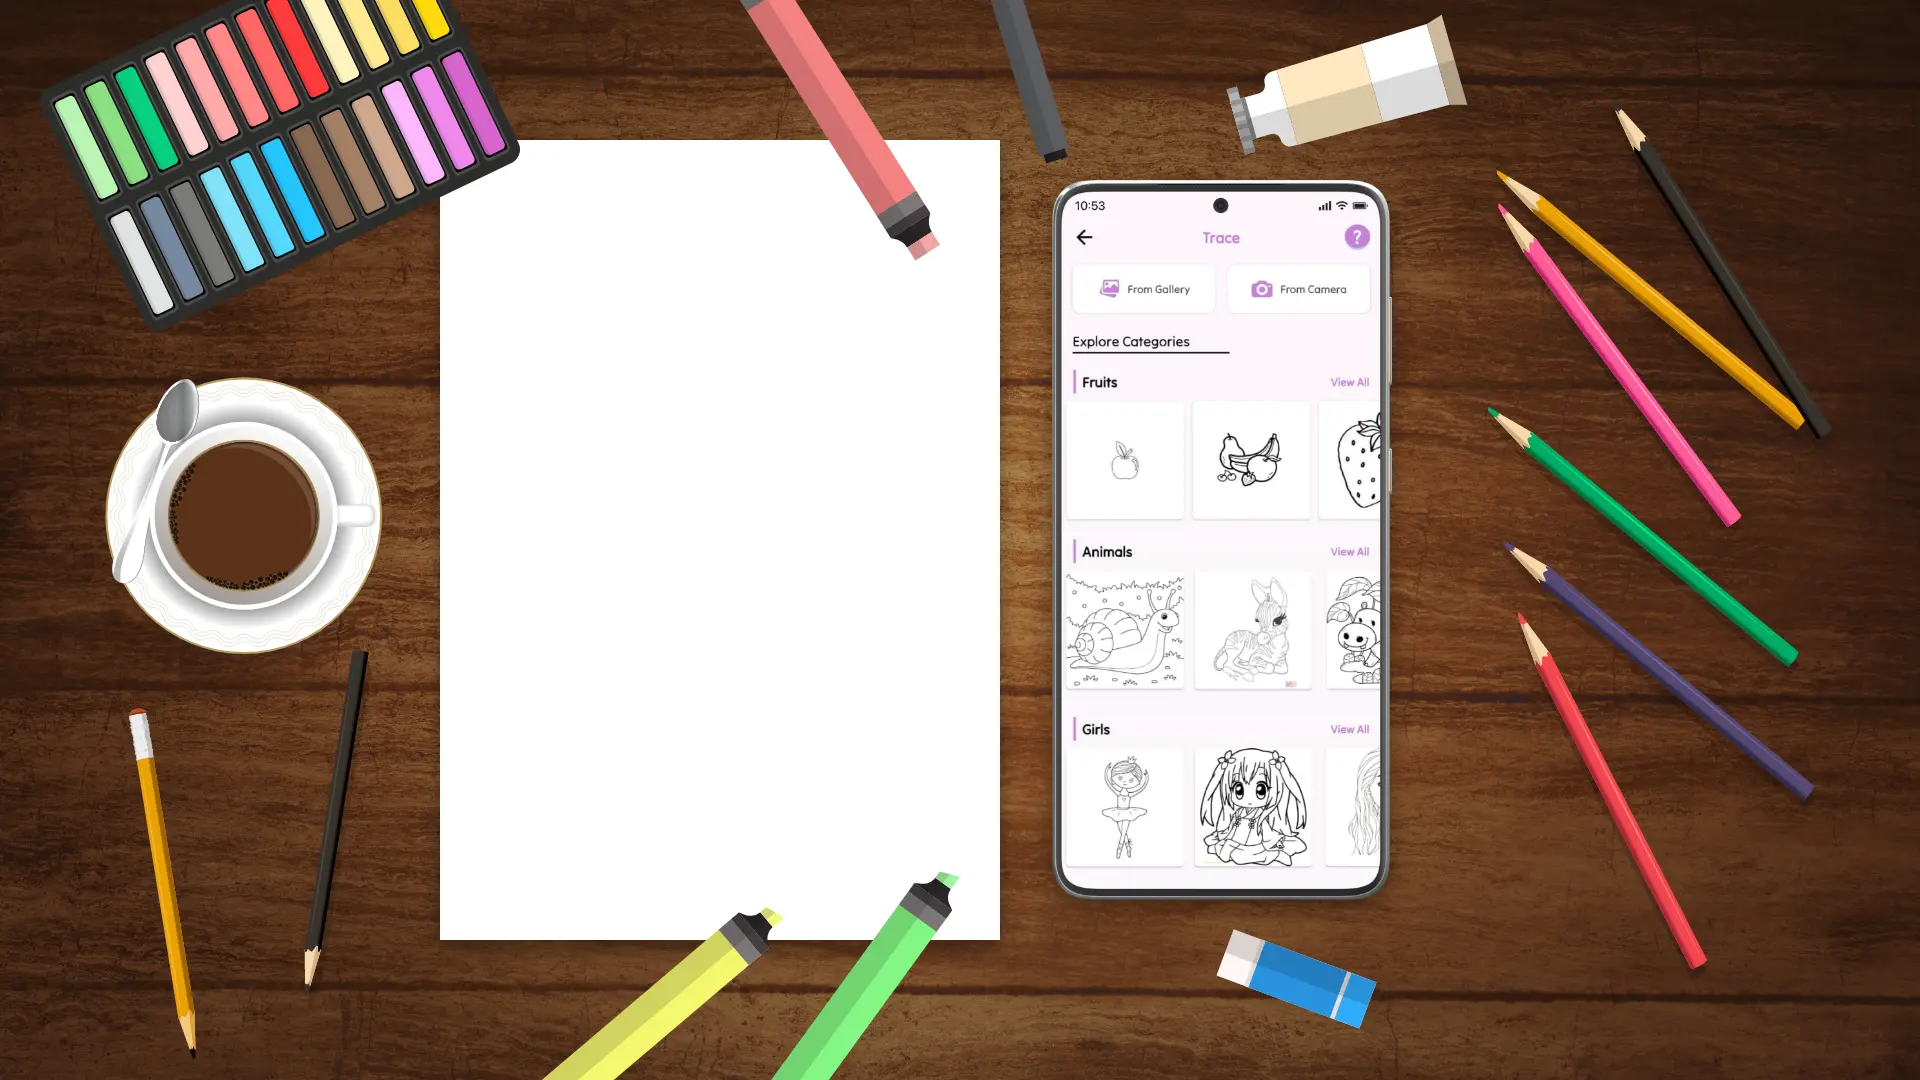 10:53
Trace
?
From Gallery
From Camera
Explore Categories
Fruits
View All
Animals
View All
Girls
View All